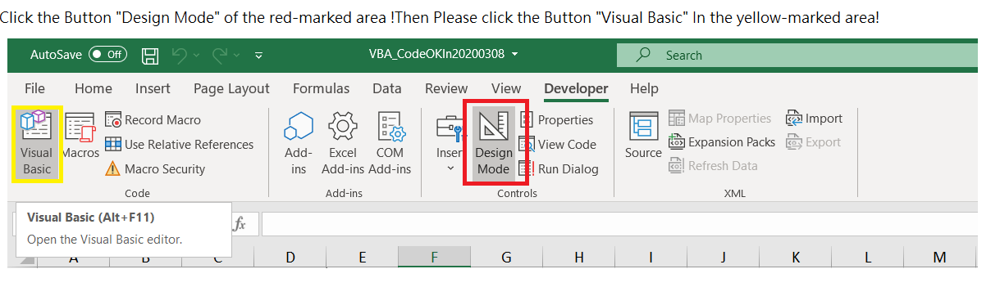 Click the Button "Design Mode" of the red-marked area !Then Please click the Button "Visual Basic" In the yellow-marked area!
AutoSave Off VBA_CodeOKIn20200308 Search
File Home Insert Page Layout Formulas Data Review View Developer Help
Record Macro Properties Map Properties Import
Visual Macros Use Relative References Add- Excel COM Insert Design View Code Source Expansion Packs Export
Basic Macro Security ins Add-ins Add-ins Mode Run Dialog Refresh Data
Code Add-ins Controls XML
Visual Basic (Alt+F11) fx
Open the Visual Basic editor.
A B C D E F G H I J K L M